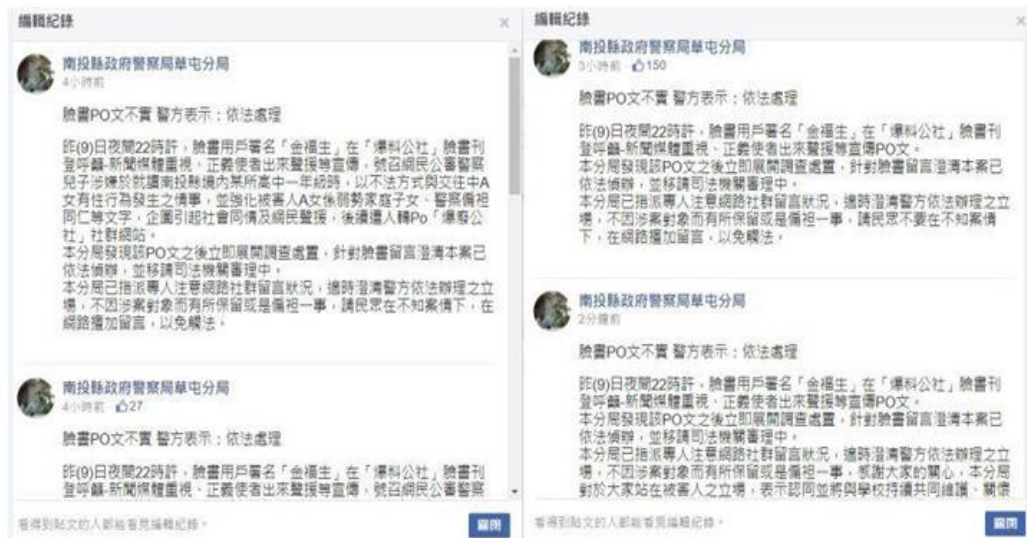 編輯紀錄
南投縣政府警察局草屯分局
4小時前
臉書PO文不實 警方表示：依法處理
昨(9)日夜間22時許，臉書用戶署名「金福生」在「爆料公社」臉書刊
登呼籲-新聞媒體重視、正義使者出來聲援等宣傳，號召網民公審警察
兒子涉嫌於就讀南投縣境內某所高中一年級時，以不法方式與交往中A
女有性行為發生之情事，並強化被害人A女係弱勢家庭子女、警察偏袒
同仁等文字，企圖引起社會同情及網民聲援，後續遭人轉Po「爆廢公
社」社群網站。
本分局發現該PO文之後立即展開調查處置，針對臉書留言澄清本案已
依法偵辦，並移請司法機關審理中。
本分局已指派專人注意網路社群留言狀況，適時澄清警方依法辦理之立
場，不因涉案對象而有所保留或是偏袒一事，請民眾在不知案情下，在
網路擅加留言，以免觸法。
南投縣政府警察局草屯分局
4小時前 27
臉書PO文不實 警方表示：依法處理
昨(9)日夜間22時許，臉書用戶署名「金福生」在「爆料公社」臉書刊
登呼籲-新聞媒體重視、正義使者出來聲援等宣傳，號召網民公審警察
看得到貼文的人都能看見編輯紀錄。
關閉
編輯紀錄
南投縣政府警察局草屯分局
3小時前 150
臉書PO文不實 警方表示：依法處理
昨(9)日夜間22時許，臉書用戶署名「金福生」在「爆料公社」臉書刊
登呼籲-新聞媒體重視、正義使者出來聲援等宣傳PO文。
本分局發現該PO文之後立即展開調查處置，針對臉書留言澄清本案已
依法偵辦，並移請司法機關審理中。
本分局已指派專人注意網路社群留言狀況，適時澄清警方依法辦理之立
場，不因涉案對象而有所保留或是偏袒一事，請民眾不要在不知案情
下，在網路擅加留言，以免觸法。
南投縣政府警察局草屯分局
2分鐘前
臉書PO文不實 警方表示：依法處理
昨(9)日夜間22時許，臉書用戶署名「金福生」在「爆料公社」臉書刊
登呼籲-新聞媒體重視、正義使者出來聲援等宣傳PO文。
本分局發現該PO文之後立即展開調查處置，針對臉書留言澄清本案已
依法偵辦，並移請司法機關審理中。
本分局已指派專人注意網路社群留言狀況，適時澄清警方依法辦理之立
場，不因涉案對象而有所保留或是偏袒一事，感謝大家的關心，本分局
對於大家站在被害人之立場，表示認同並將與學校持續共同維護、關懷
看得到貼文的人都能看見編輯紀錄。
關閉